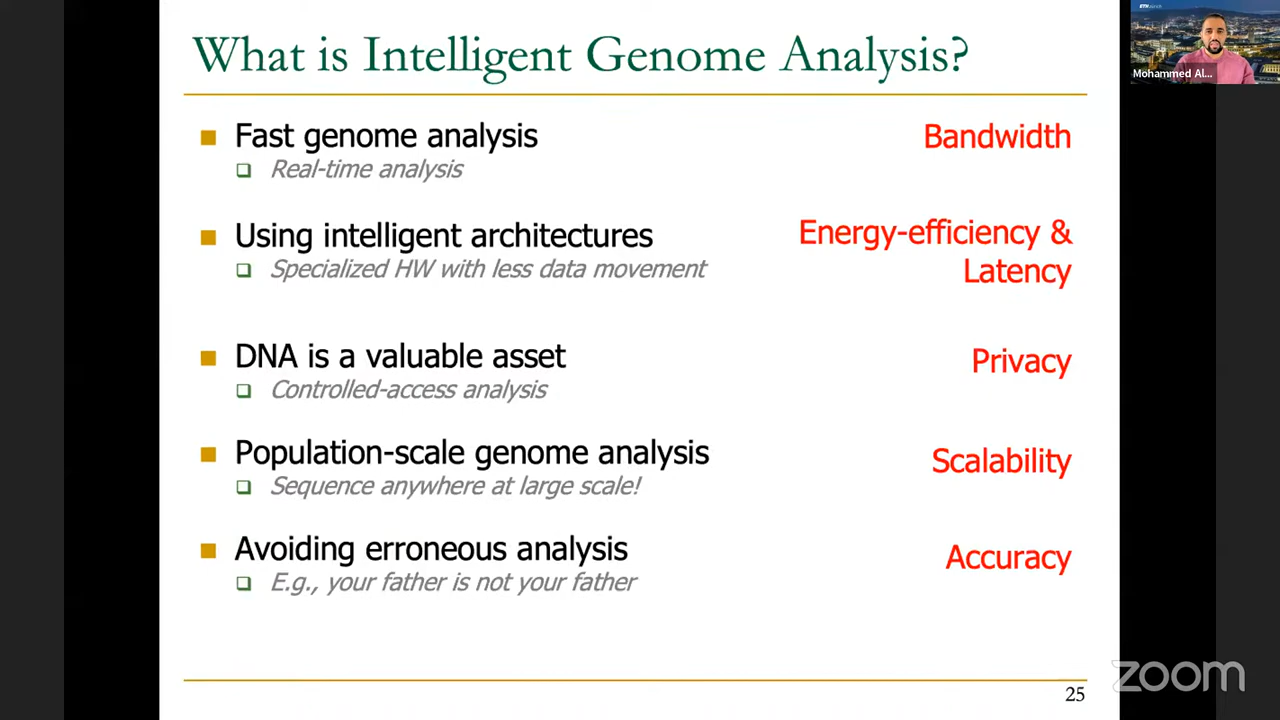 What is Intelligent Genome Analysis?
Fast genome analysis
Bandwidth
Real-time analysis
Using intelligent architectures
Energy-efficiency &
Latency
Specialized HW with less data movement
DNA is a valuable asset
Privacy
Controlled-access analysis
Population-scale genome analysis
Scalability
Sequence anywhere at large scale!
Avoiding erroneous analysis
Accuracy
E.g., your father is not your father
25
ETH zürich
Mohammed Al...
zoom